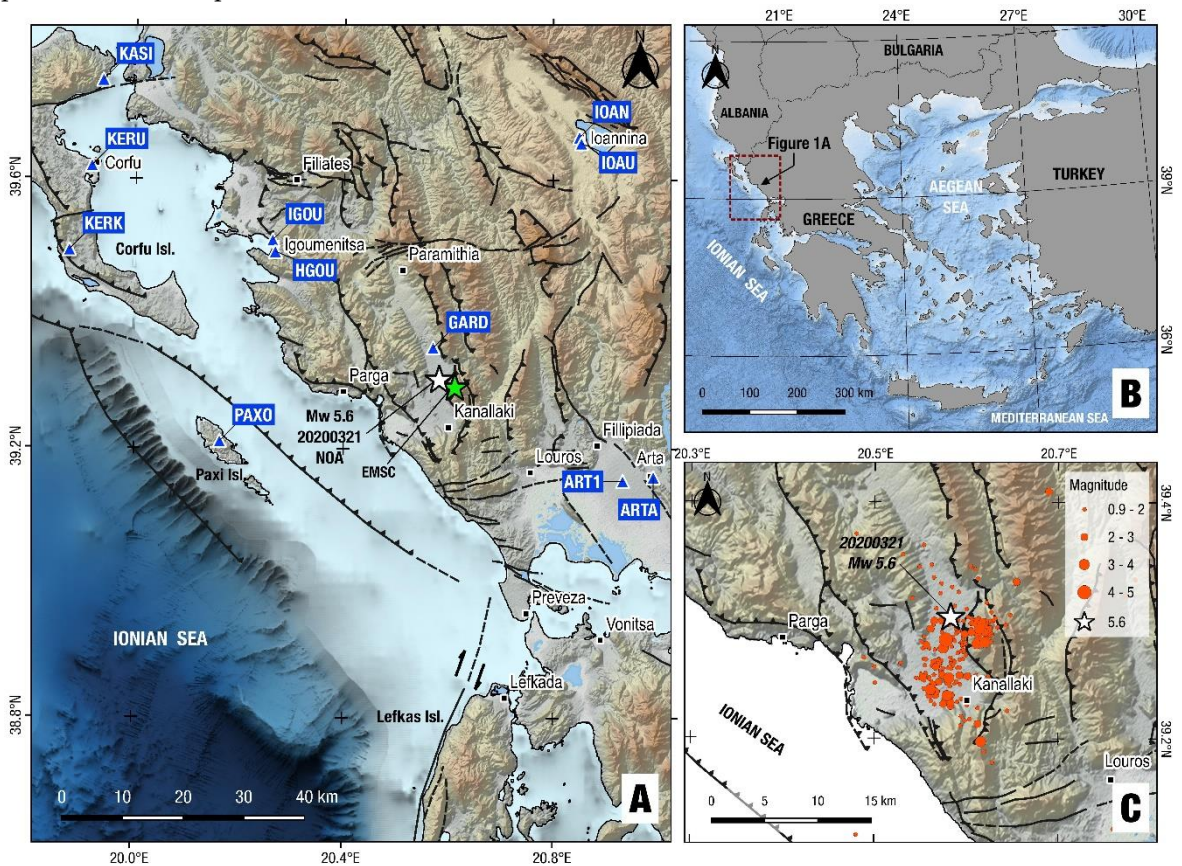 KASI
N
KERU
Corfu
IOAN
Ioannina
IOAU
Filiates
39.6°N
KERK
IGOU
Igoumenitsa
Corfu Isl.
HGOU
Paramithia
GARD
Parga
Kanallaki
Mw 5.6
20200321
NOA
EMSC
PAXO
Paxi Isl.
39.2°N
Fillipiada
Louros
Arta
ART1
ARTA
Preveza
Vonitsa
IONIAN SEA
Lefkada
Lefkas Isl.
38.8°N
0 10 20 30 40 km
A
20.0°E
20.4°E
20.8°E
21°E
24°E
27°E
30°E
N
BULGARIA
ALBANIA
Figure 1A
39°N
TURKEY
AEGEAN
SEA
GREECE
IONIAN SEA
36°N
0 100 200 300 km
MEDITERRANEAN SEA
B
20.3°E
20.5°E
20.7°E
N
Magnitude
0.9 - 2
2 - 3
3 - 4
4 - 5
5.6
39.4°N
20200321
Mw 5.6
Parga
Kanallaki
39.2°N
IONIAN SEA
Louros
0 5 10 15 km
C